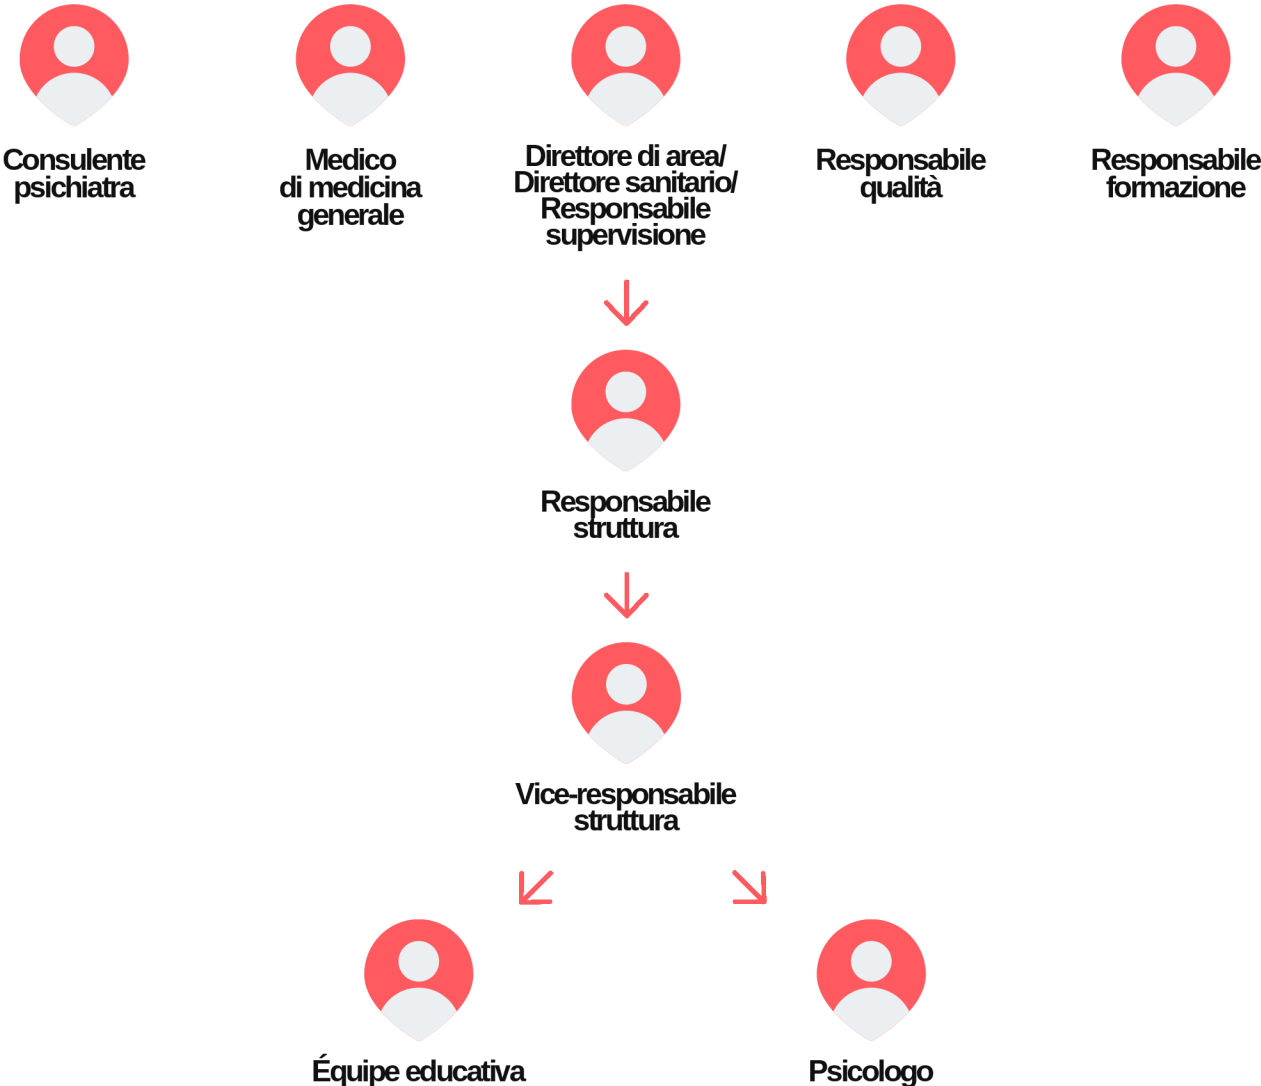 Consulente
psichiatra
Medico
di medicina
generale
Direttore di area/
Direttore sanitario/
Responsabile
supervisione
Responsabile
qualità
Responsabile
formazione
Responsabile
struttura
Vice-responsabile
struttura
Équipe educativa
Psicologo